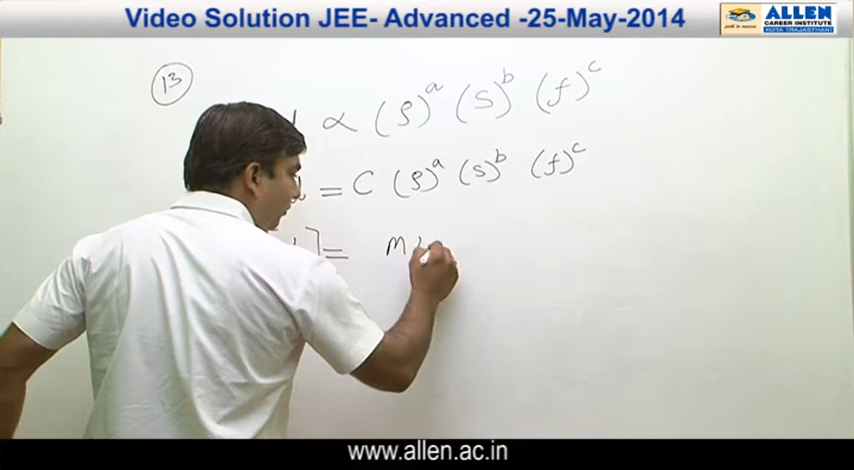 Video Solution JEE- Advanced -25-May-2014
ALLEN
CAREER INSTITUTE
KOTA (RAJASTHAN)
13
∝ (ρ)^a (S)^b (f)^c
= C (ρ)^a (S)^b (f)^c
] = M
www.allen.ac.in